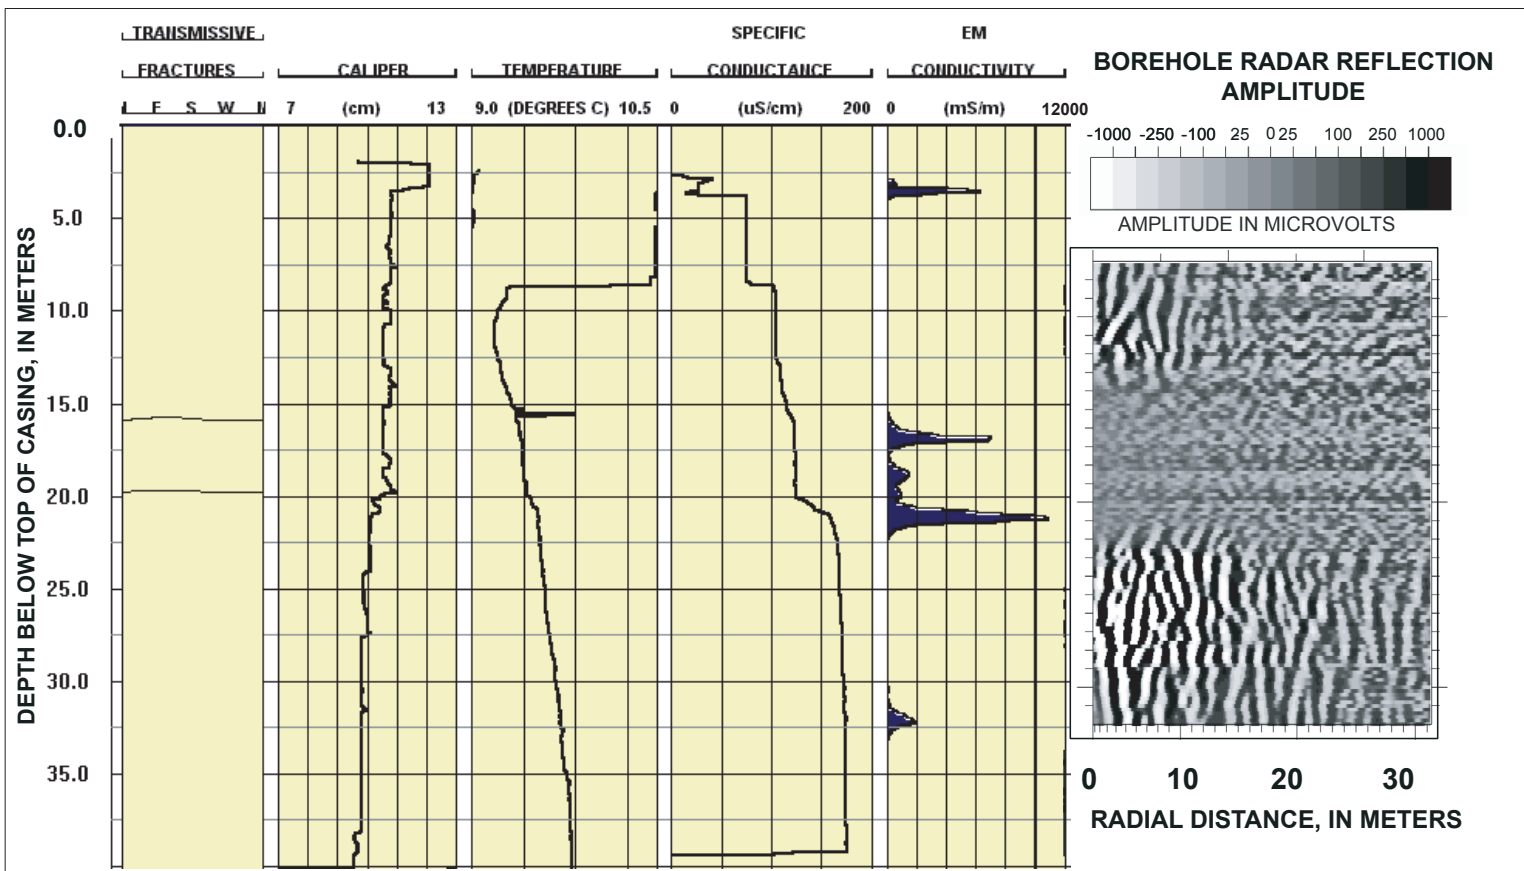 TRANSMISSIVE
FRACTURES
CALIPER
7 (cm) 13
TEMPERATURE
9.0 (DEGREES C) 10.5
SPECIFIC
CONDUCTANCE
0 (uS/cm) 200
EM
CONDUCTIVITY
0 (mS/m) 12000
S W
BOREHOLE RADAR REFLECTION
AMPLITUDE
-1000 -250 -100 25 0 25 100 250 1000
AMPLITUDE IN MICROVOLTS
DEPTH BELOW TOP OF CASING, IN METERS
0.0
5.0
10.0
15.0
20.0
25.0
30.0
35.0
0 10 20 30
RADIAL DISTANCE, IN METERS